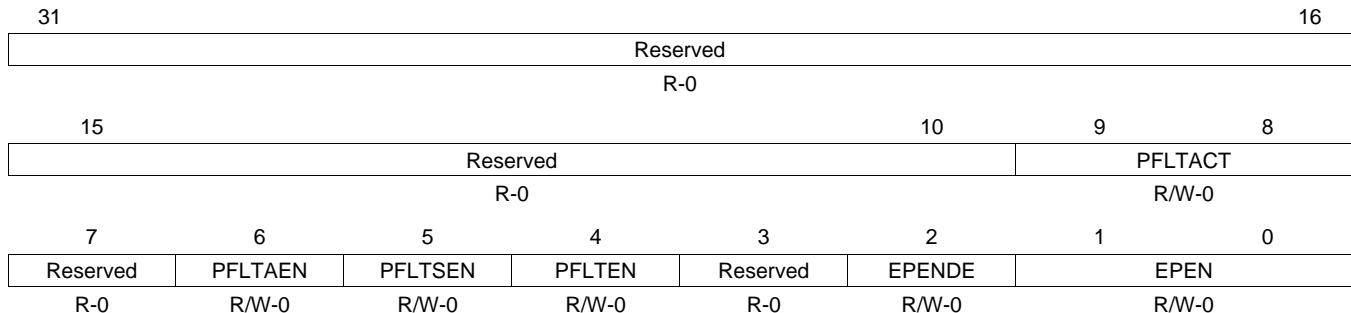 31 16
Reserved
R-0
15 10 9 8
Reserved PFLTACT
R-0 R/W-0
7 6 5 4 3 2 1 0
Reserved PFLTAEN PFLTSEN PFLTEN Reserved EPENDE EPEN
R-0 R/W-0 R/W-0 R/W-0 R-0 R/W-0 R/W-0